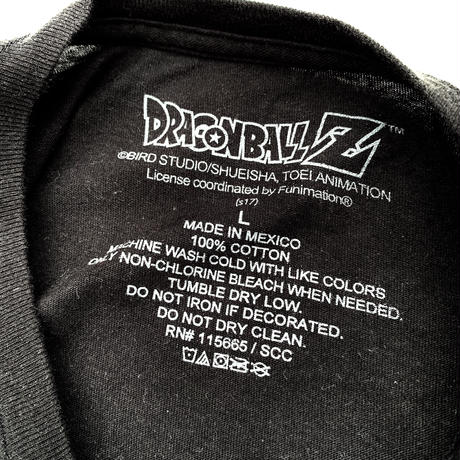 DRAGONBALL Z™
©BIRD STUDIO/SHUEISHA, TOEI ANIMATION
License coordinated by Funimation®
(s17)
L
MADE IN MEXICO
100% COTTON
MACHINE WASH COLD WITH LIKE COLORS
ONLY NON-CHLORINE BLEACH WHEN NEEDED.
TUMBLE DRY LOW.
DO NOT IRON IF DECORATED.
DO NOT DRY CLEAN.
RN# 115665 / SCC